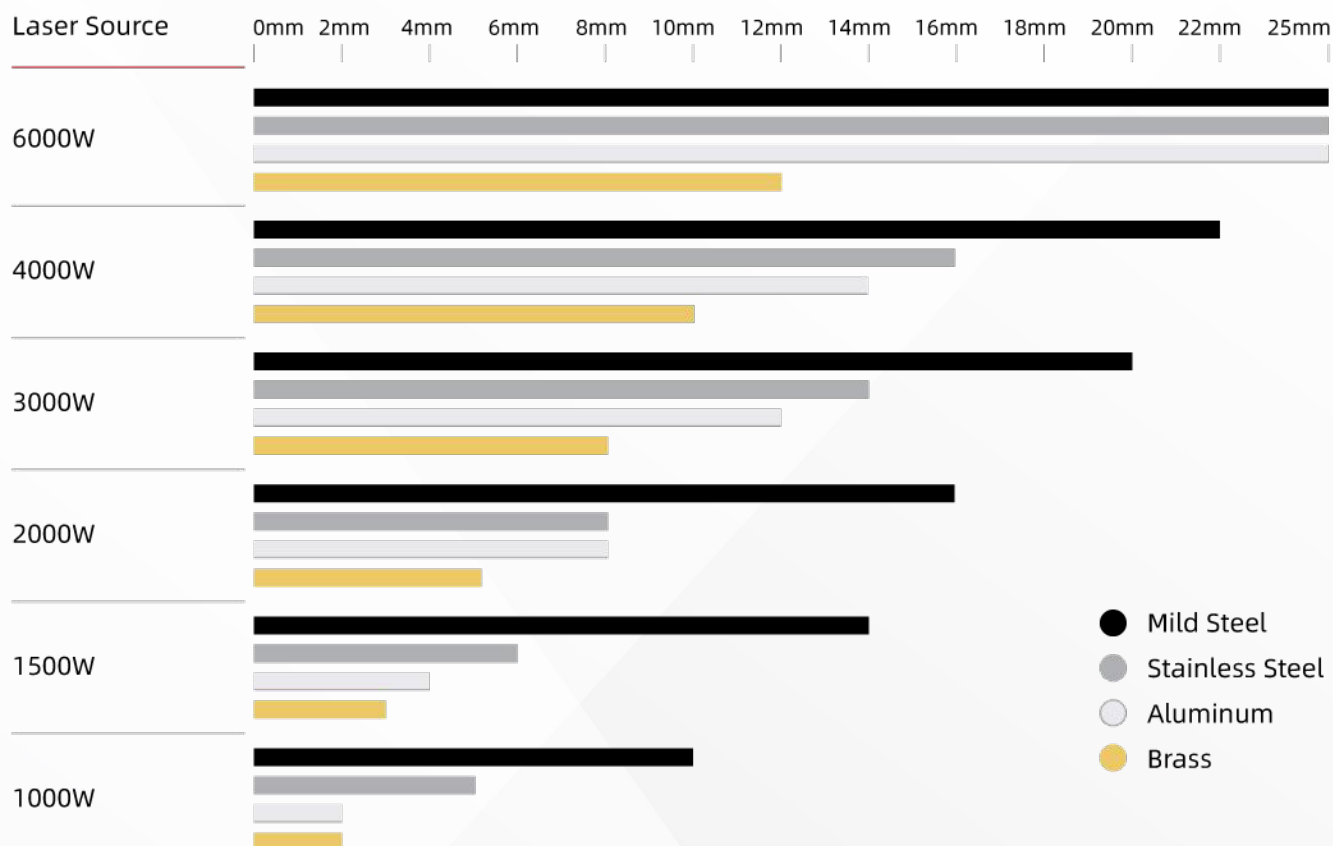 Laser Source 0mm 2mm 4mm 6mm 8mm 10mm 12mm 14mm 16mm 18mm 20mm 22mm 25mm
6000W
4000W
3000W
2000W
1500W
1000W
Mild Steel
Stainless Steel
Aluminum
Brass